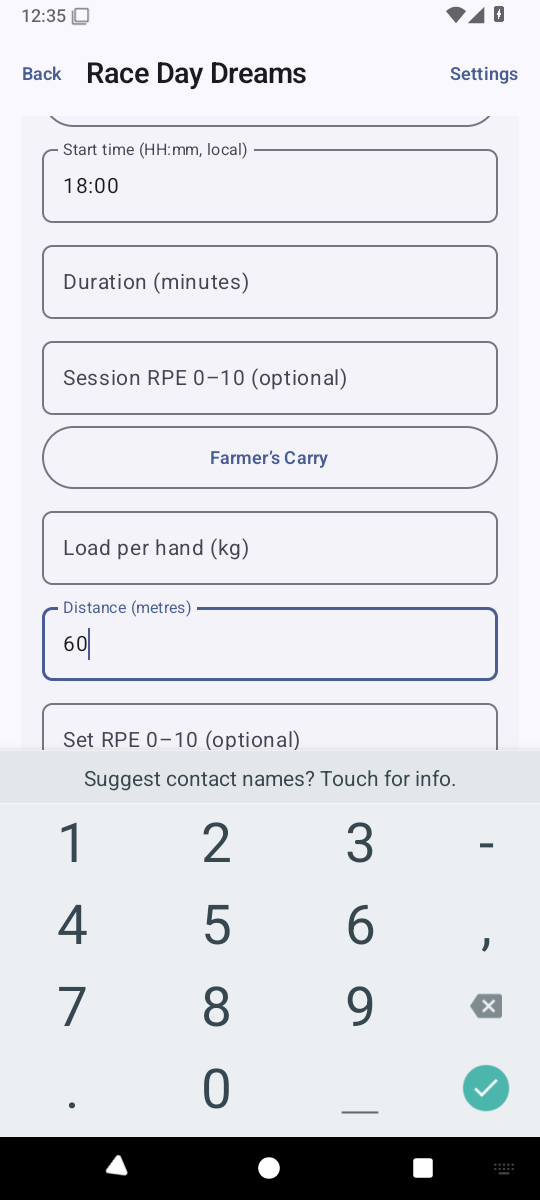 12:35
Back Race Day Dreams Settings
Start time (HH:mm, local)
18:00
Duration (minutes)
Session RPE 0–10 (optional)
Farmer’s Carry
Load per hand (kg)
Distance (metres)
60
Set RPE 0–10 (optional)
Suggest contact names? Touch for info.
1 2 3 -
4 5 6 ,
7 8 9
. 0 _